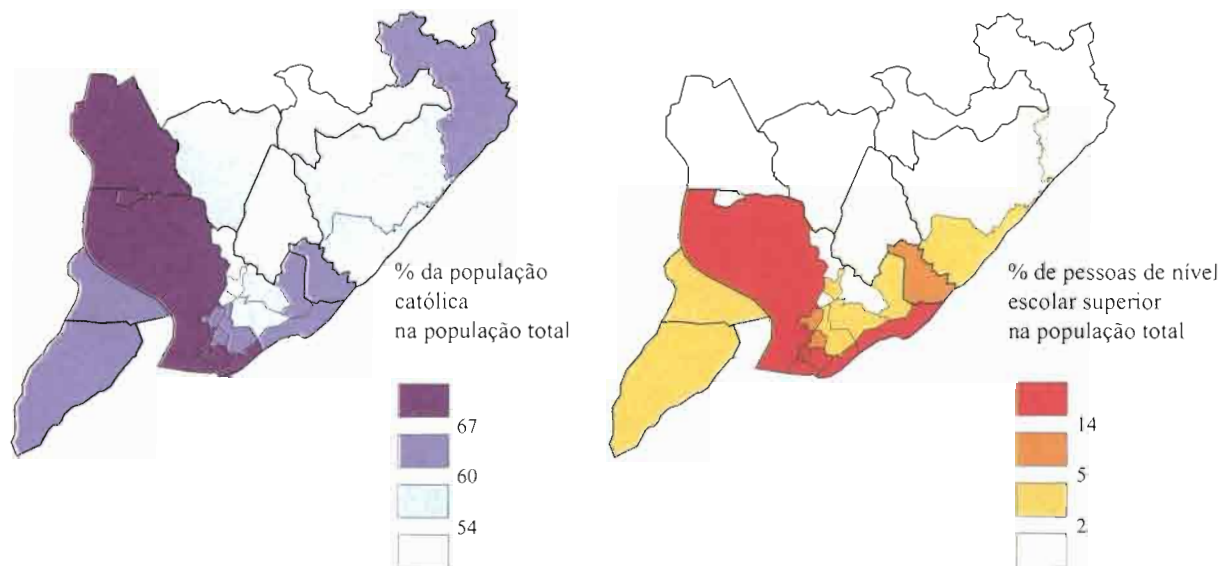 % da população
católica
na população total
67
60
54
% de pessoas de nível
escolar superior
na população total
14
5
2